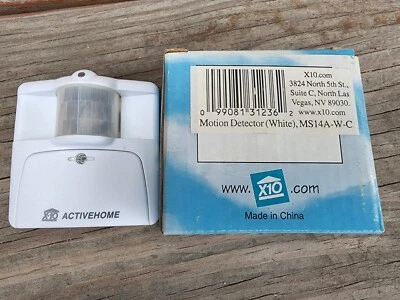 X10 ACTIVEHOME
X10.com
3824 North 5th St.,
Suite C, North Las
Vegas, NV 89030.
www.x10.com
0 99081 31236 2
Motion Detector (White), MS14A-W-C
www. X10 .com
Made in China